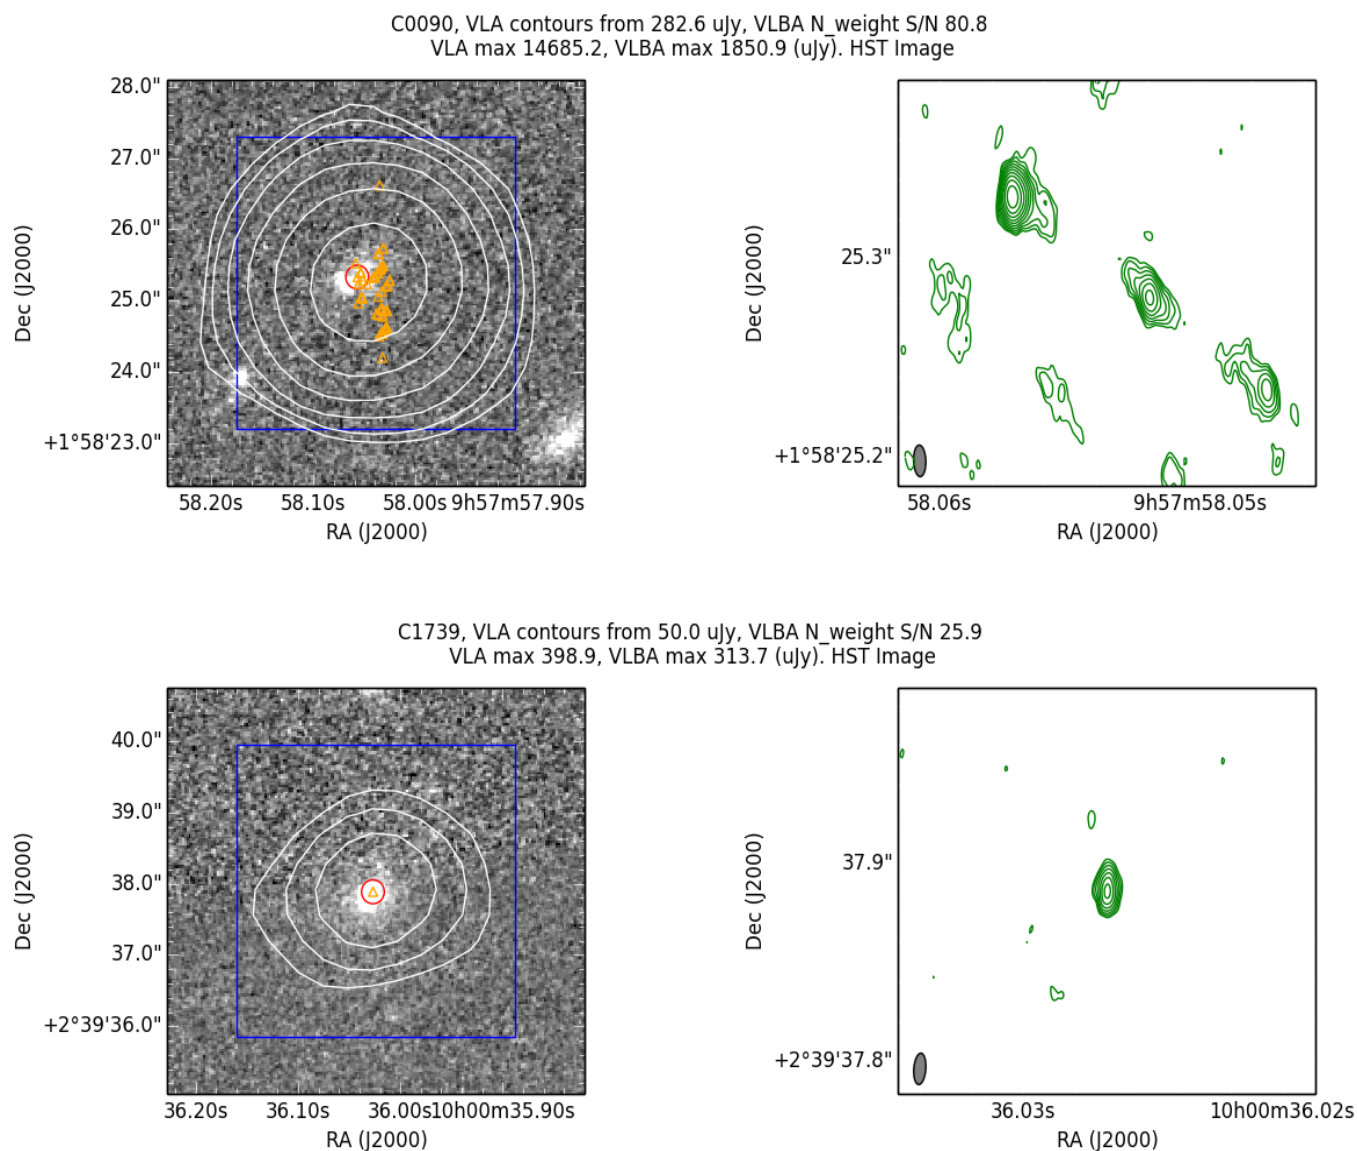 C0090, VLA contours from 282.6 uJy, VLBA N_weight S/N 80.8
VLA max 14685.2, VLBA max 1850.9 (uJy). HST Image
28.0"
27.0"
26.0"
25.0"
24.0"
+1°58'23.0"
Dec (J2000)
58.20s 58.10s 58.00s 9h57m57.90s
RA (J2000)
25.3"
+1°58'25.2"
Dec (J2000)
58.06s 9h57m58.05s
RA (J2000)
C1739, VLA contours from 50.0 uJy, VLBA N_weight S/N 25.9
VLA max 398.9, VLBA max 313.7 (uJy). HST Image
40.0"
39.0"
38.0"
37.0"
+2°39'36.0"
Dec (J2000)
36.20s 36.10s 36.00s10h00m35.90s
RA (J2000)
37.9"
+2°39'37.8"
Dec (J2000)
36.03s 10h00m36.02s
RA (J2000)